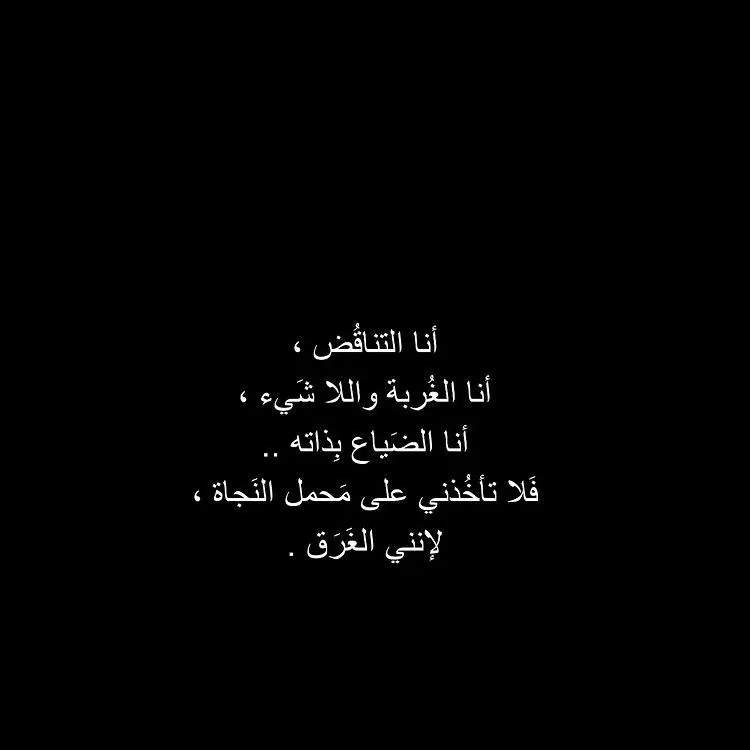 أنا التناقُض ،
أنا الغُربة واللا شَيء ،
أنا الضَياع بِذاته ..
فَلا تأخُذني على مَحمل النَجاة ،
لإنني الغَرَق .